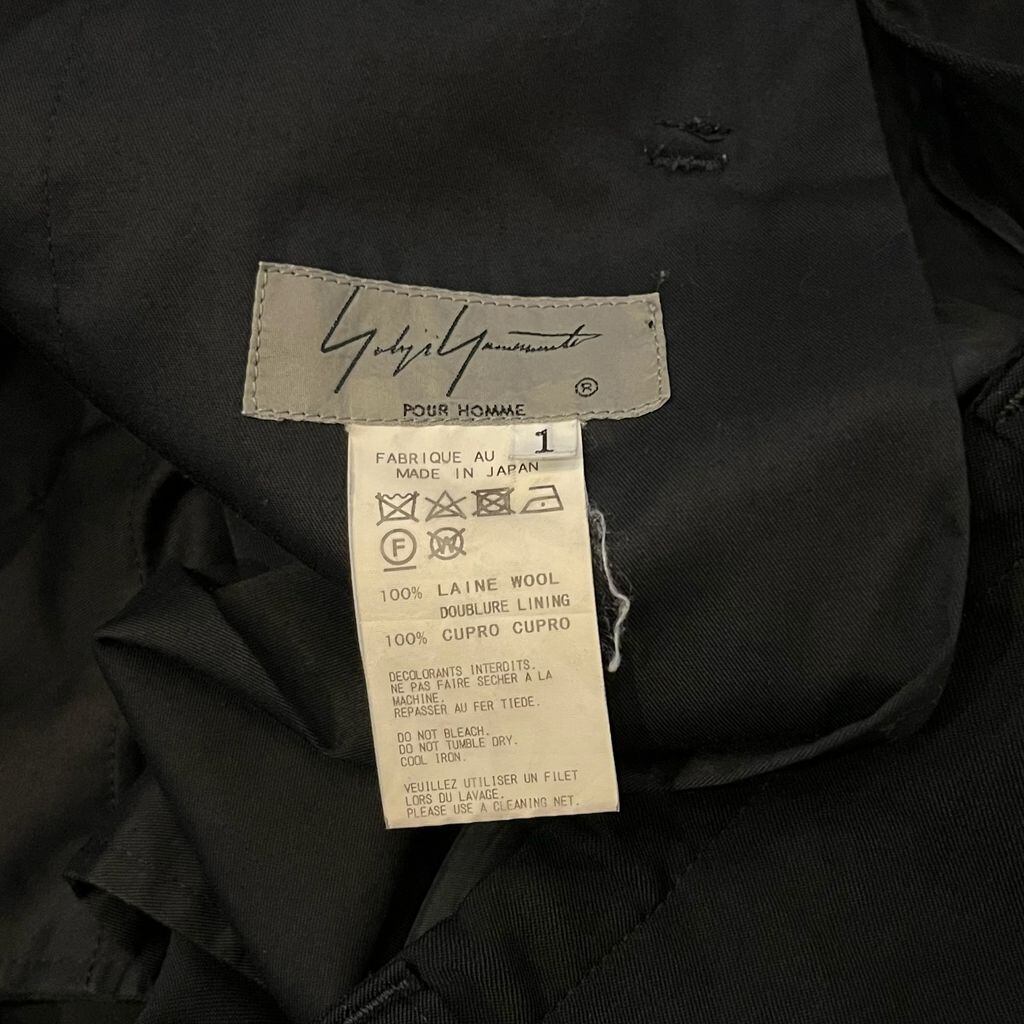 Yohji Yamamoto
®
POUR HOMME
1
FABRIQUE AU
MADE IN JAPAN
F W
100% LAINE WOOL
DOUBLURE LINING
100% CUPRO CUPRO
DECOLORANTS INTERDITS.
NE PAS FAIRE SECHER A LA
MACHINE.
REPASSER AU FER TIEDE.
DO NOT BLEACH.
DO NOT TUMBLE DRY.
COOL IRON.
VEUILLEZ UTILISER UN FILET
LORS DU LAVAGE.
PLEASE USE A CLEANING NET.